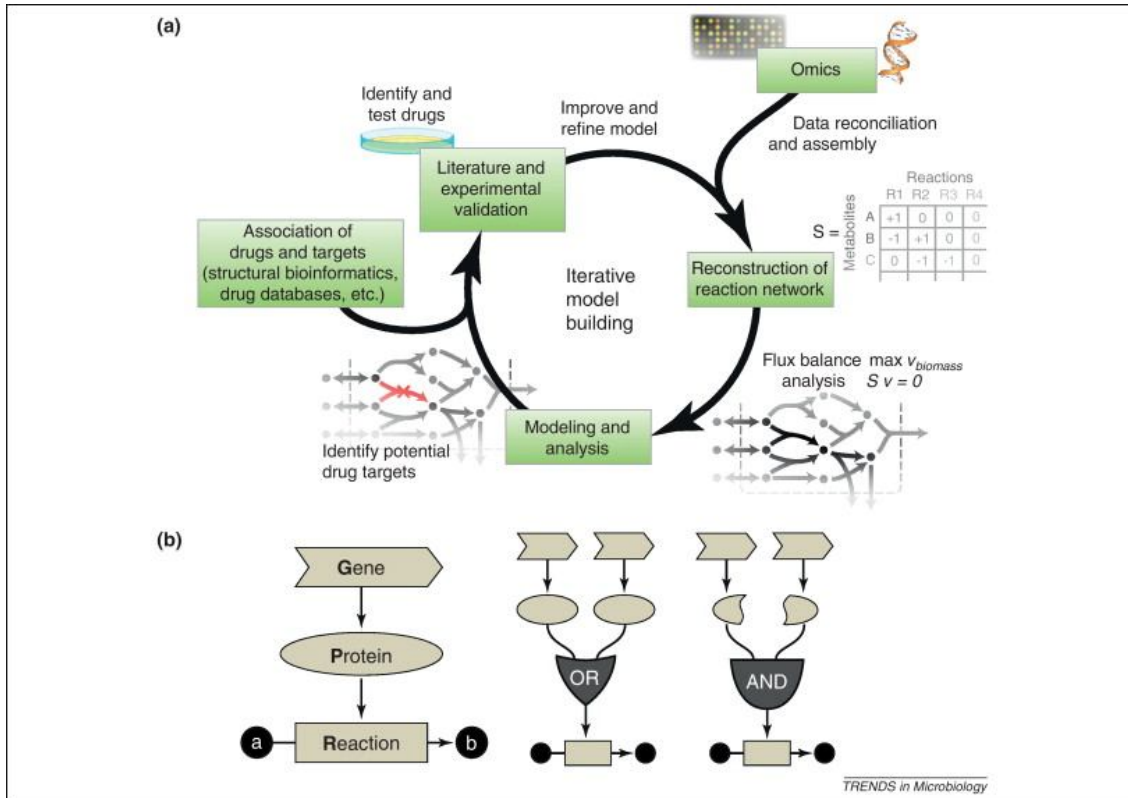 (a)
Omics
Identify and
test drugs
Improve and
refine model
Data reconciliation
and assembly
Literature and
experimental
validation
Reactions
R1 R2 R3 R4
S =
Metabolites
A +1 0 0 0
B -1 +1 0 0
C 0 -1 -1 0
Association of
drugs and targets
(structural bioinformatics,
drug databases, etc.)
Iterative
model
building
Reconstruction of
reaction network
Flux balance max v_biomass
analysis S v = 0
Modeling and
analysis
Identify potential
drug targets
(b)
Gene
Protein
a Reaction b
OR
AND
TRENDS in Microbiology